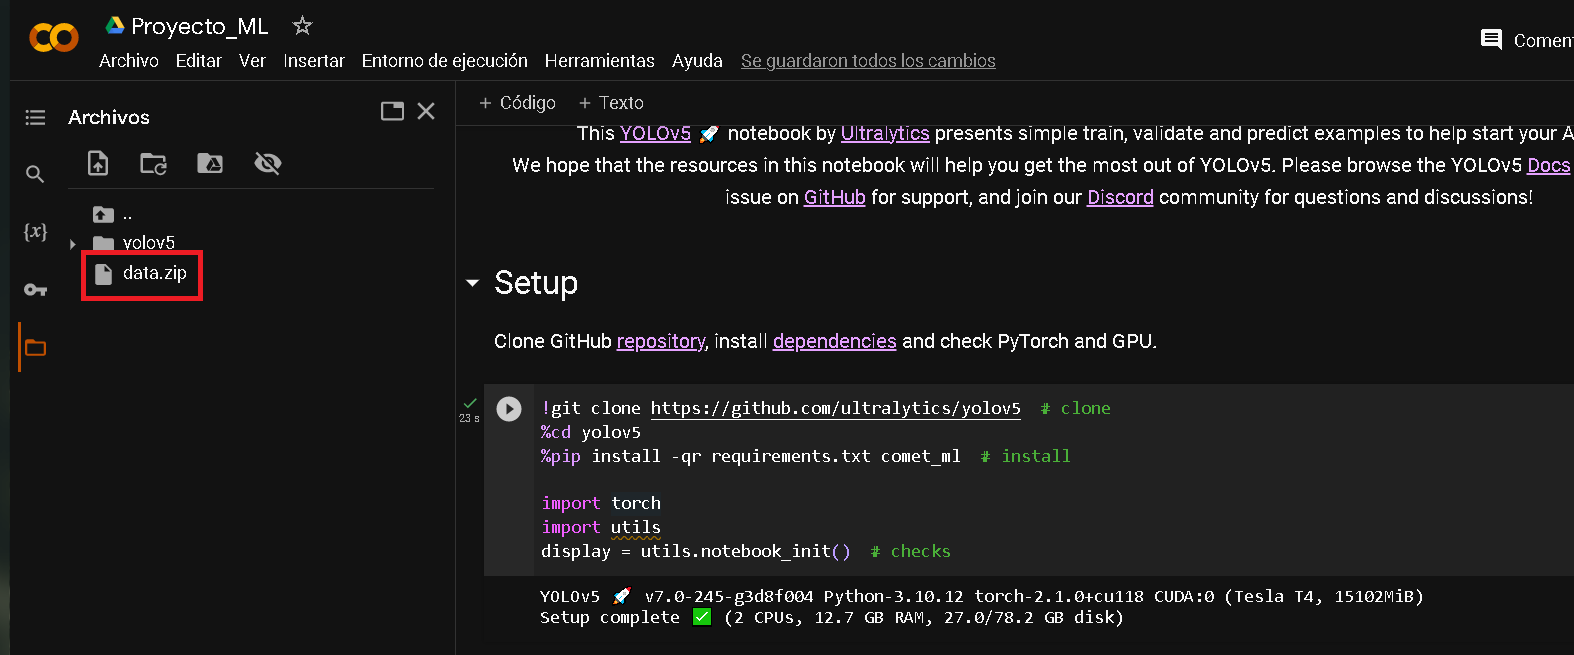 Proyecto_ML
Archivo Editar Ver Insertar Entorno de ejecución Herramientas Ayuda Se guardaron todos los cambios
Archivos
..
yolov5
data.zip
{x}
+ Código + Texto
This YOLOv5 🚀 notebook by Ultralytics presents simple train, validate and predict examples to help start your A
We hope that the resources in this notebook will help you get the most out of YOLOv5. Please browse the YOLOv5 Docs
issue on GitHub for support, and join our Discord community for questions and discussions!
Setup
Clone GitHub repository, install dependencies and check PyTorch and GPU.
23 s
!git clone https://github.com/ultralytics/yolov5 # clone
%cd yolov5
%pip install -qr requirements.txt comet_ml # install
import torch
import utils
display = utils.notebook_init() # checks
YOLOv5 🚀 v7.0-245-g3d8f004 Python-3.10.12 torch-2.1.0+cu118 CUDA:0 (Tesla T4, 15102MiB)
Setup complete ✅ (2 CPUs, 12.7 GB RAM, 27.0/78.2 GB disk)
Comen